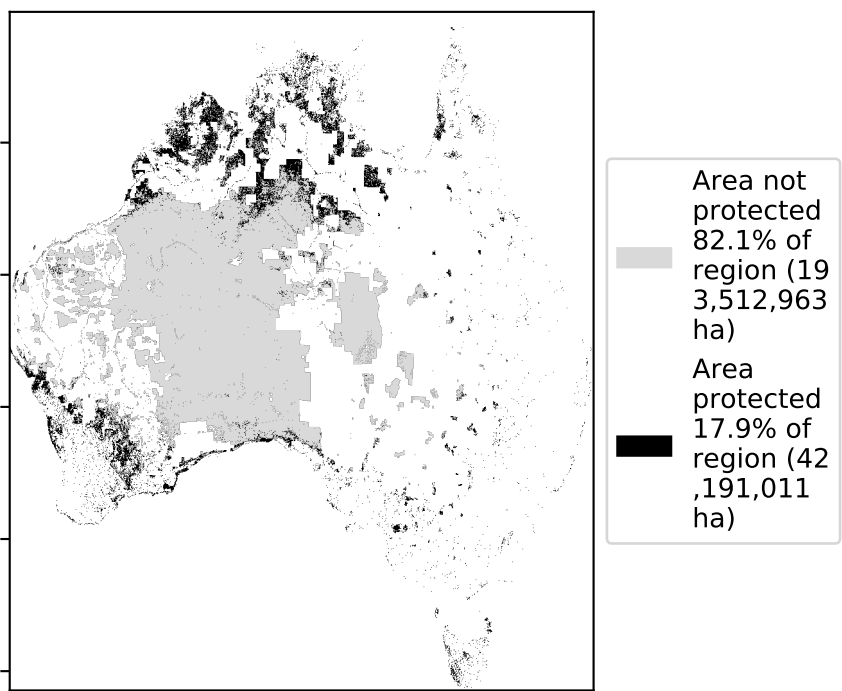 Area not
protected
82.1% of
region (19
3,512,963
ha)
Area
protected
17.9% of
region (42
,191,011
ha)